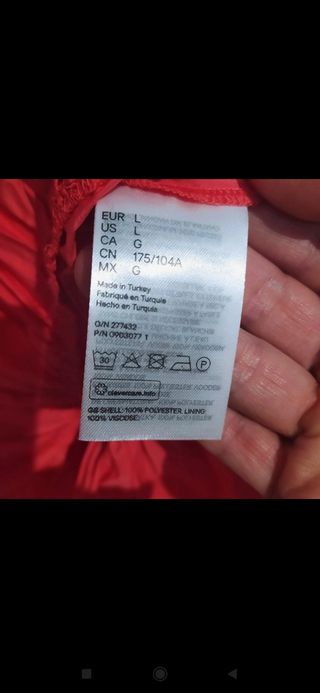 EUR L
US L
CA G
CN 175/104A
MX G
Made in Turkey
Fabriqué en Turquie
Hecho en Turquía
O/N 277432
P/N 0903077 1
30 P
clevercare.info
GB SHELL: 100% POLYESTER, LINING:
100% VISCOSE